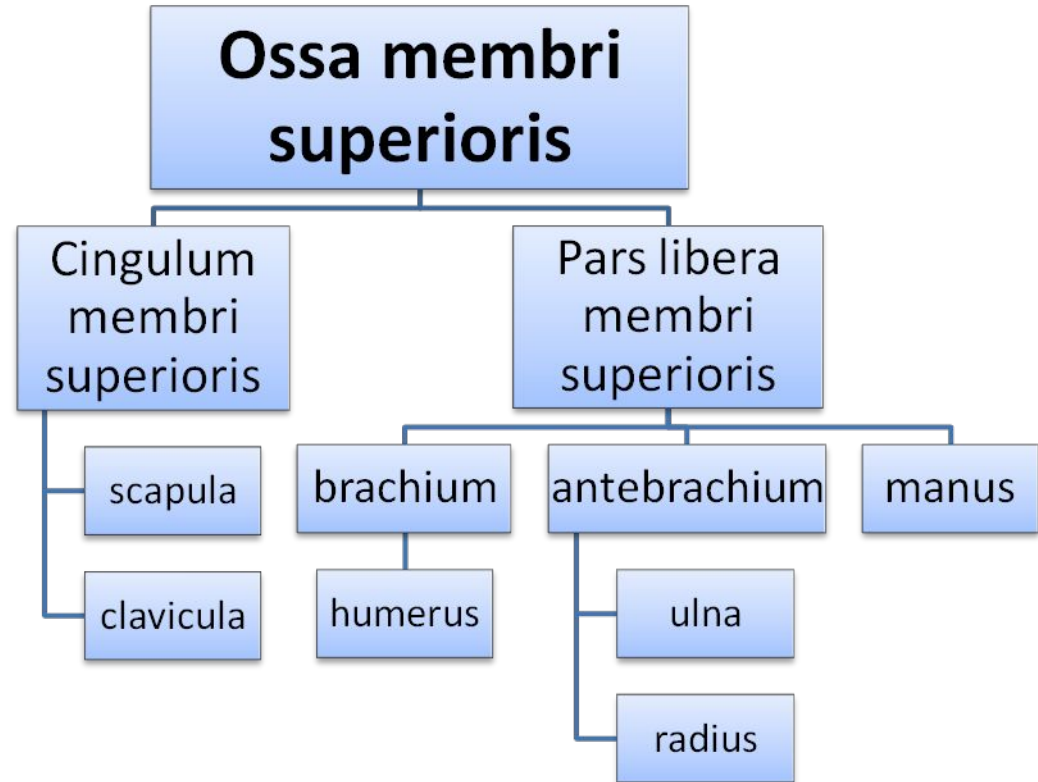 Ossa membri
superioris
Cingulum
membri
superioris
Pars libera
membri
superioris
scapula
clavicula
brachium
antebrachium
manus
humerus
ulna
radius